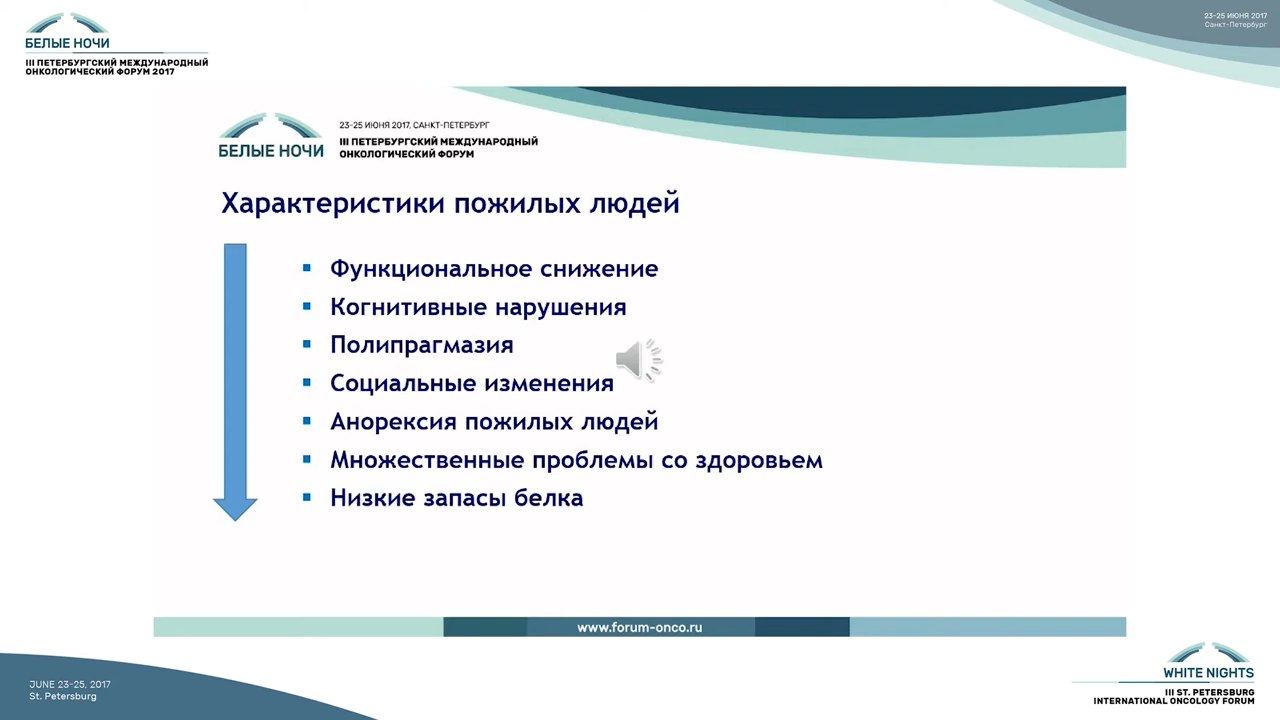 БЕЛЫЕ НОЧИ
III ПЕТЕРБУРГСКИЙ МЕЖДУНАРОДНЫЙ
ОНКОЛОГИЧЕСКИЙ ФОРУМ 2017
23-25 ИЮНЯ 2017
Санкт-Петербург
БЕЛЫЕ НОЧИ
23-25 ИЮНЯ 2017, САНКТ-ПЕТЕРБУРГ
III ПЕТЕРБУРГСКИЙ МЕЖДУНАРОДНЫЙ
ОНКОЛОГИЧЕСКИЙ ФОРУМ
Характеристики пожилых людей
Функциональное снижение
Когнитивные нарушения
Полипрагмазия
Социальные изменения
Анорексия пожилых людей
Множественные проблемы со здоровьем
Низкие запасы белка
www.forum-onco.ru
JUNE 23-25, 2017
St. Petersburg
WHITE NIGHTS
III ST. PETERSBURG
INTERNATIONAL ONCOLOGY FORUM